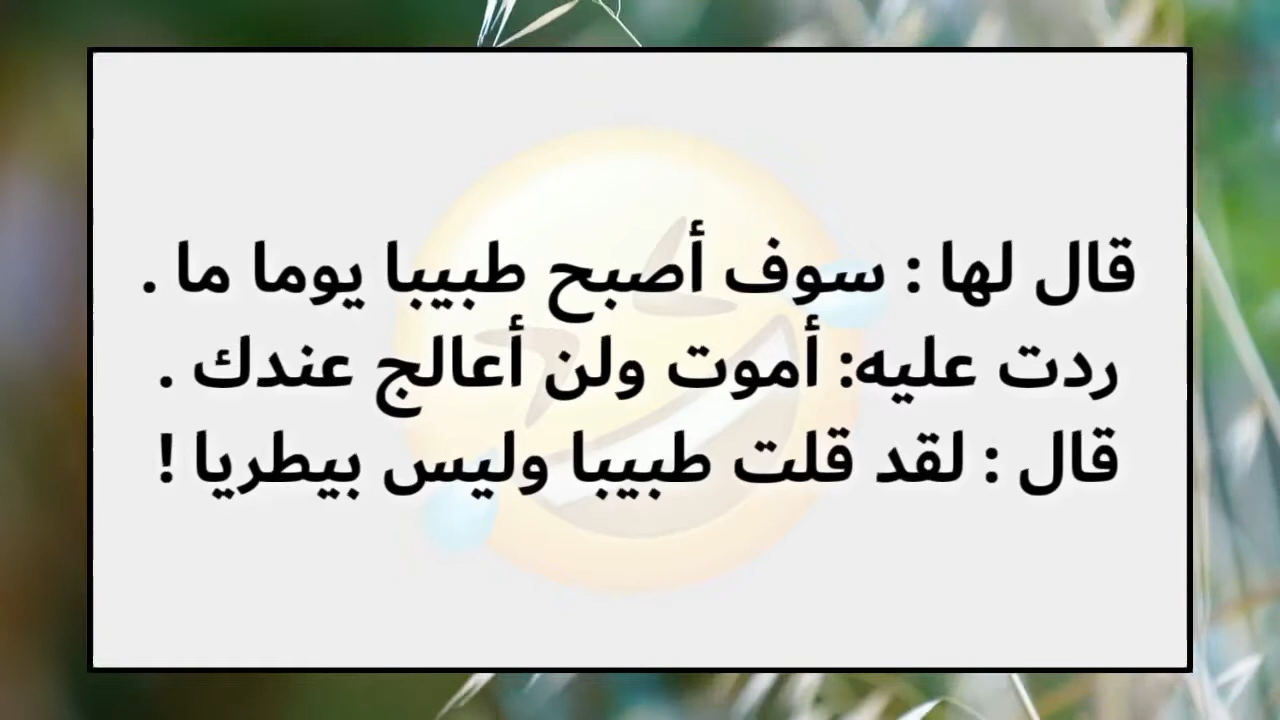 قال لها : سوف أصبح طبيبا يوما ما .
ردت عليه: أموت ولن أعالج عندك .
قال : لقد قلت طبيبا وليس بيطريا !